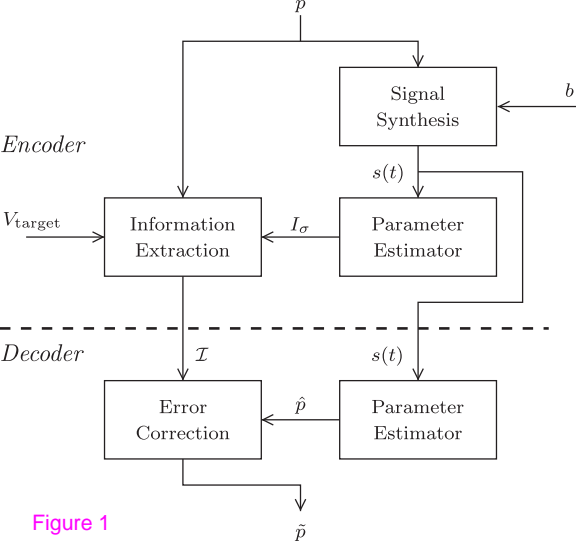 p
Signal
Synthesis
b
Encoder
s(t)
V_target
Information
Extraction
I_σ
Parameter
Estimator
Decoder
ℐ
s(t)
Error
Correction
p̂
Parameter
Estimator
Figure 1
p̃